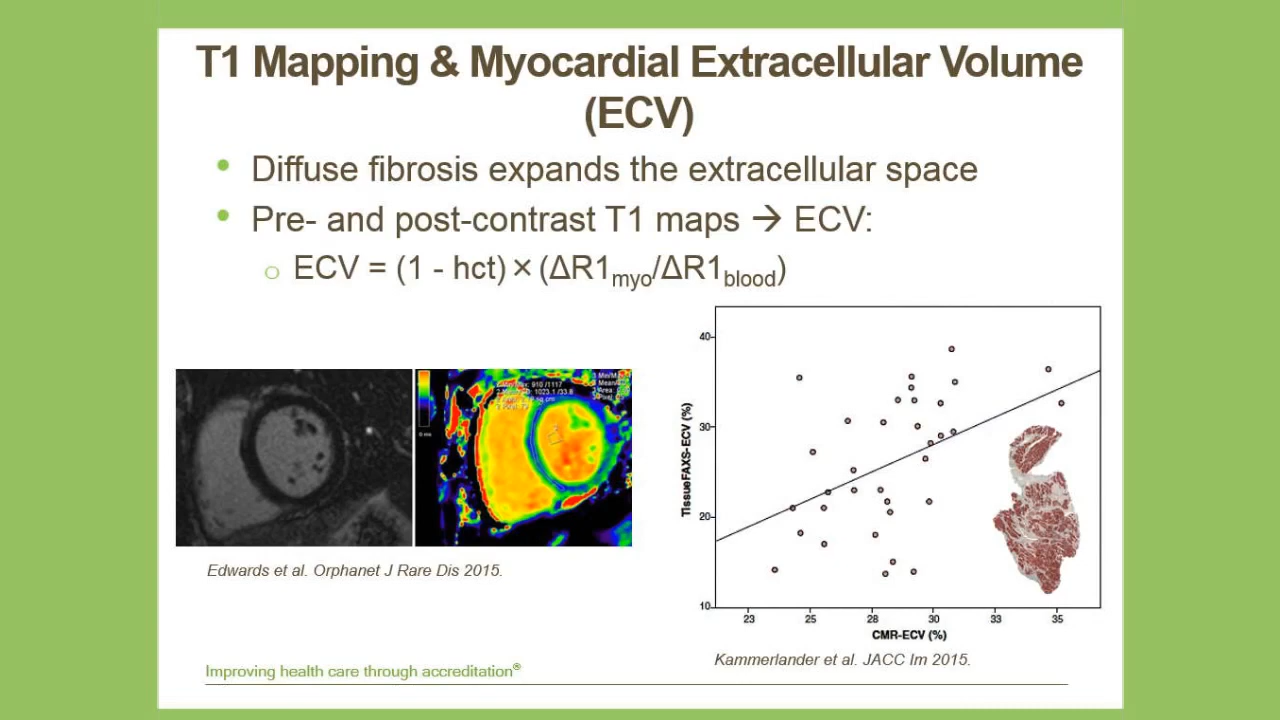 T1 Mapping & Myocardial Extracellular Volume
(ECV)
• Diffuse fibrosis expands the extracellular space
• Pre- and post-contrast T1 maps → ECV:
o ECV = (1 - hct) × (ΔR1myo/ΔR1blood)
Edwards et al. Orphanet J Rare Dis 2015.
TissueFAXS-ECV (%)
40
30
20
10
23 25 28 30 33 35
CMR-ECV (%)
Kammerlander et al. JACC Im 2015.
Improving health care through accreditation®